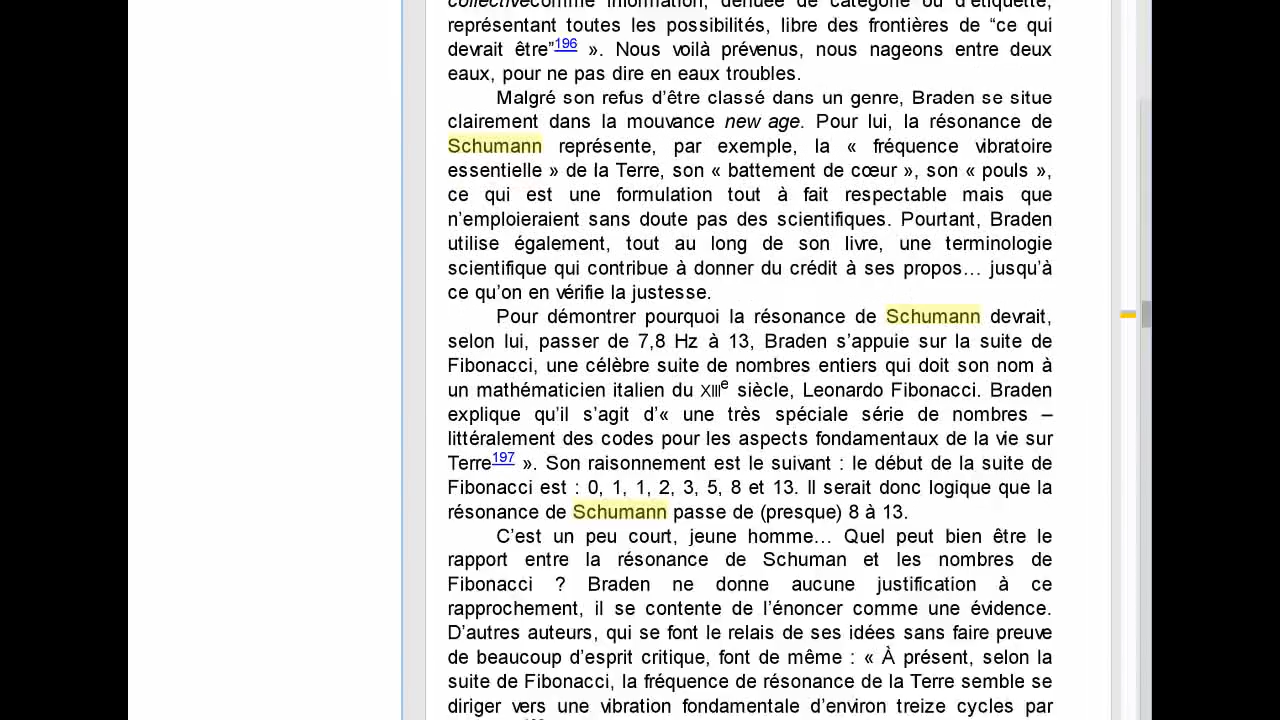 collectivecomme information, dénuée de catégorie ou d'étiquette,
représentant toutes les possibilités, libre des frontières de “ce qui
devrait être”196 ». Nous voilà prévenus, nous nageons entre deux
eaux, pour ne pas dire en eaux troubles.
Malgré son refus d’être classé dans un genre, Braden se situe
clairement dans la mouvance new age. Pour lui, la résonance de
Schumann représente, par exemple, la « fréquence vibratoire
essentielle » de la Terre, son « battement de cœur », son « pouls »,
ce qui est une formulation tout à fait respectable mais que
n’emploieraient sans doute pas des scientifiques. Pourtant, Braden
utilise également, tout au long de son livre, une terminologie
scientifique qui contribue à donner du crédit à ses propos… jusqu’à
ce qu’on en vérifie la justesse.
Pour démontrer pourquoi la résonance de Schumann devrait,
selon lui, passer de 7,8 Hz à 13, Braden s’appuie sur la suite de
Fibonacci, une célèbre suite de nombres entiers qui doit son nom à
un mathématicien italien du XIIIe siècle, Leonardo Fibonacci. Braden
explique qu’il s’agit d’« une très spéciale série de nombres –
littéralement des codes pour les aspects fondamentaux de la vie sur
Terre197 ». Son raisonnement est le suivant : le début de la suite de
Fibonacci est : 0, 1, 1, 2, 3, 5, 8 et 13. Il serait donc logique que la
résonance de Schumann passe de (presque) 8 à 13.
C’est un peu court, jeune homme… Quel peut bien être le
rapport entre la résonance de Schuman et les nombres de
Fibonacci ? Braden ne donne aucune justification à ce
rapprochement, il se contente de l’énoncer comme une évidence.
D’autres auteurs, qui se font le relais de ses idées sans faire preuve
de beaucoup d’esprit critique, font de même : « À présent, selon la
suite de Fibonacci, la fréquence de résonance de la Terre semble se
diriger vers une vibration fondamentale d’environ treize cycles par